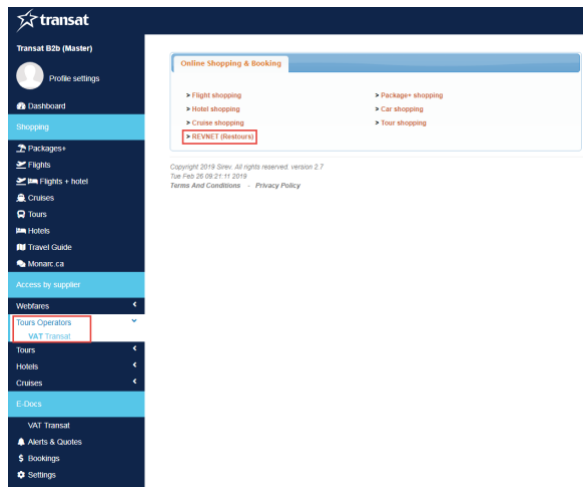 transat
Transat B2b (Master)
Profile settings
Dashboard
Shopping
Packages+
Flights
Flights + hotel
Cruises
Tours
Hotels
Travel Guide
Monarc.ca
Access by supplier
Webfares
Tours Operators
VAT Transat
Tours
Hotels
Cruises
E-Docs
VAT Transat
Alerts & Quotes
Bookings
Settings
Online Shopping & Booking
> Flight shopping
> Package+ shopping
> Hotel shopping
> Car shopping
> Cruise shopping
> Tour shopping
> REVNET (Restours)
Copyright 2019 Sirev. All rights reserved. version 2.7
Tue Feb 26 09:21:11 2019
Terms And Conditions - Privacy Policy